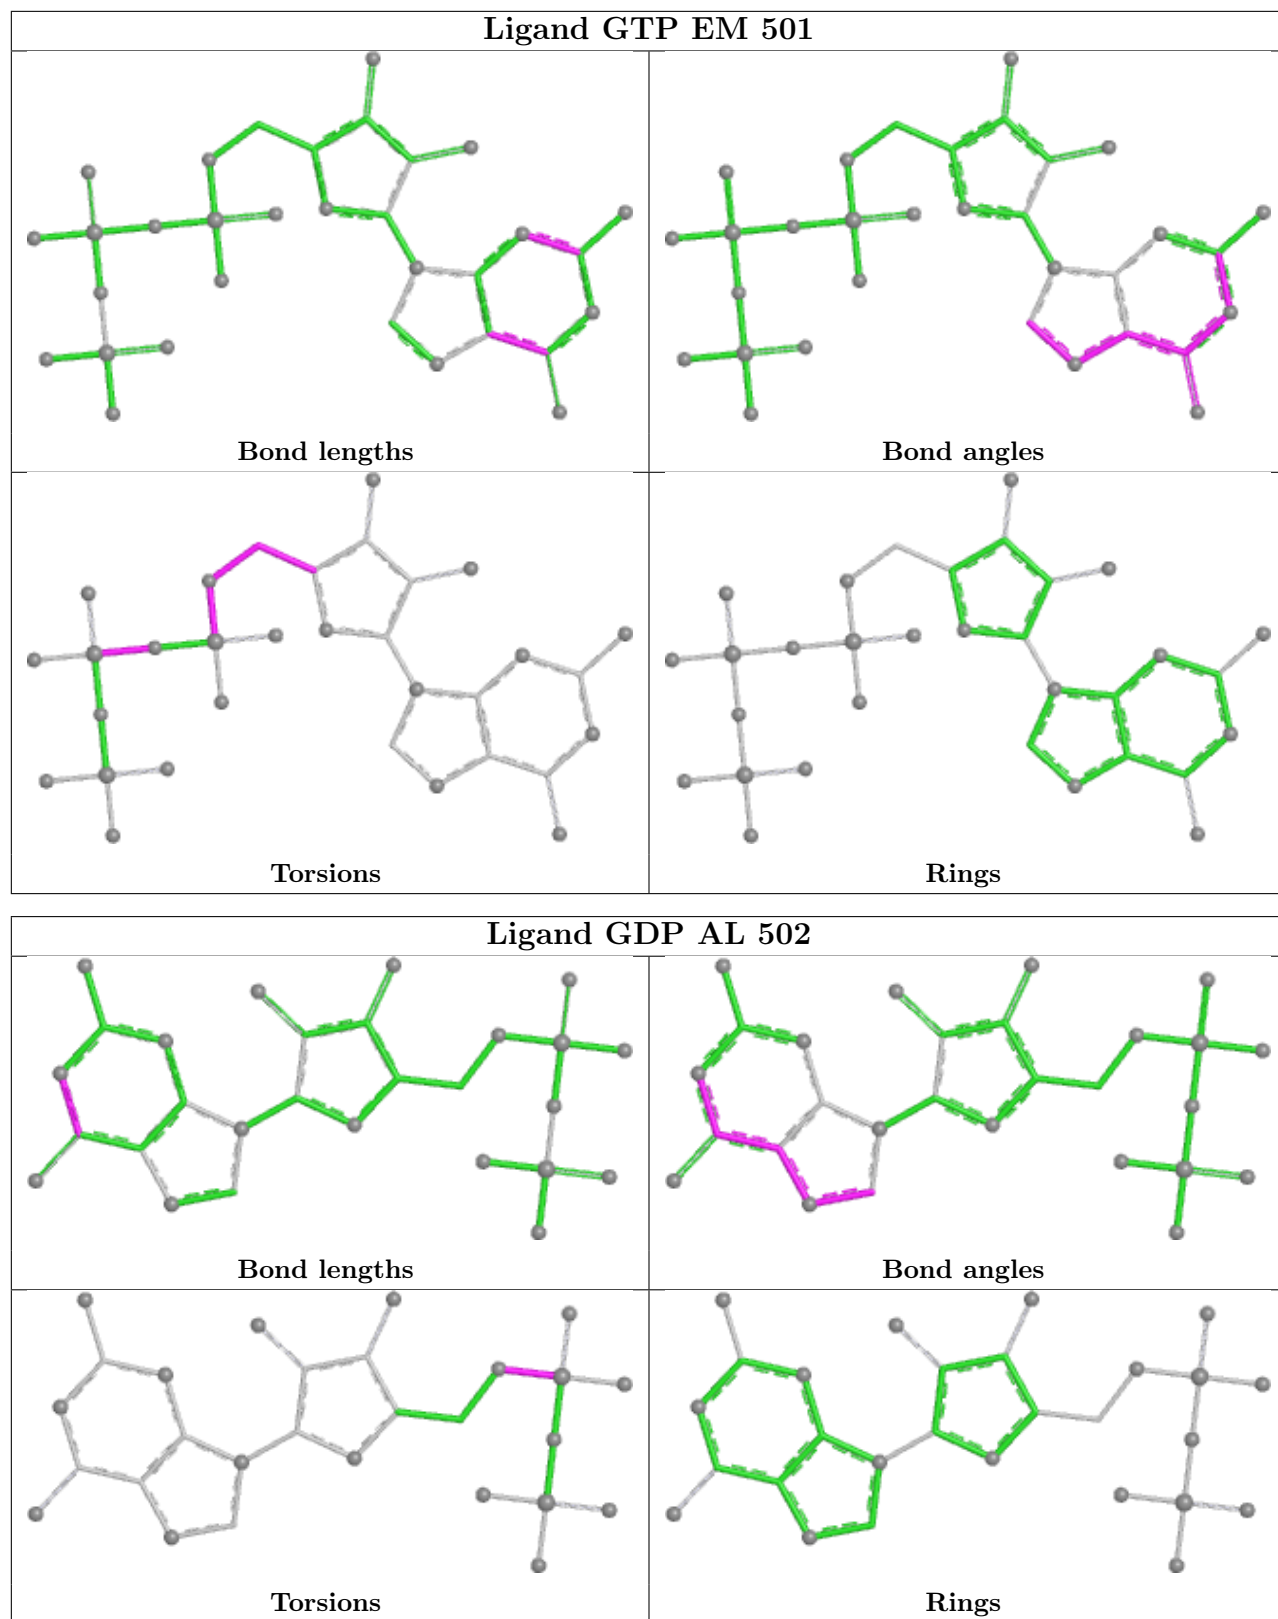 Ligand GTP EM 501
Bond lengths
Bond angles
Torsions
Rings
Ligand GDP AL 502
Bond lengths
Bond angles
Torsions
Rings